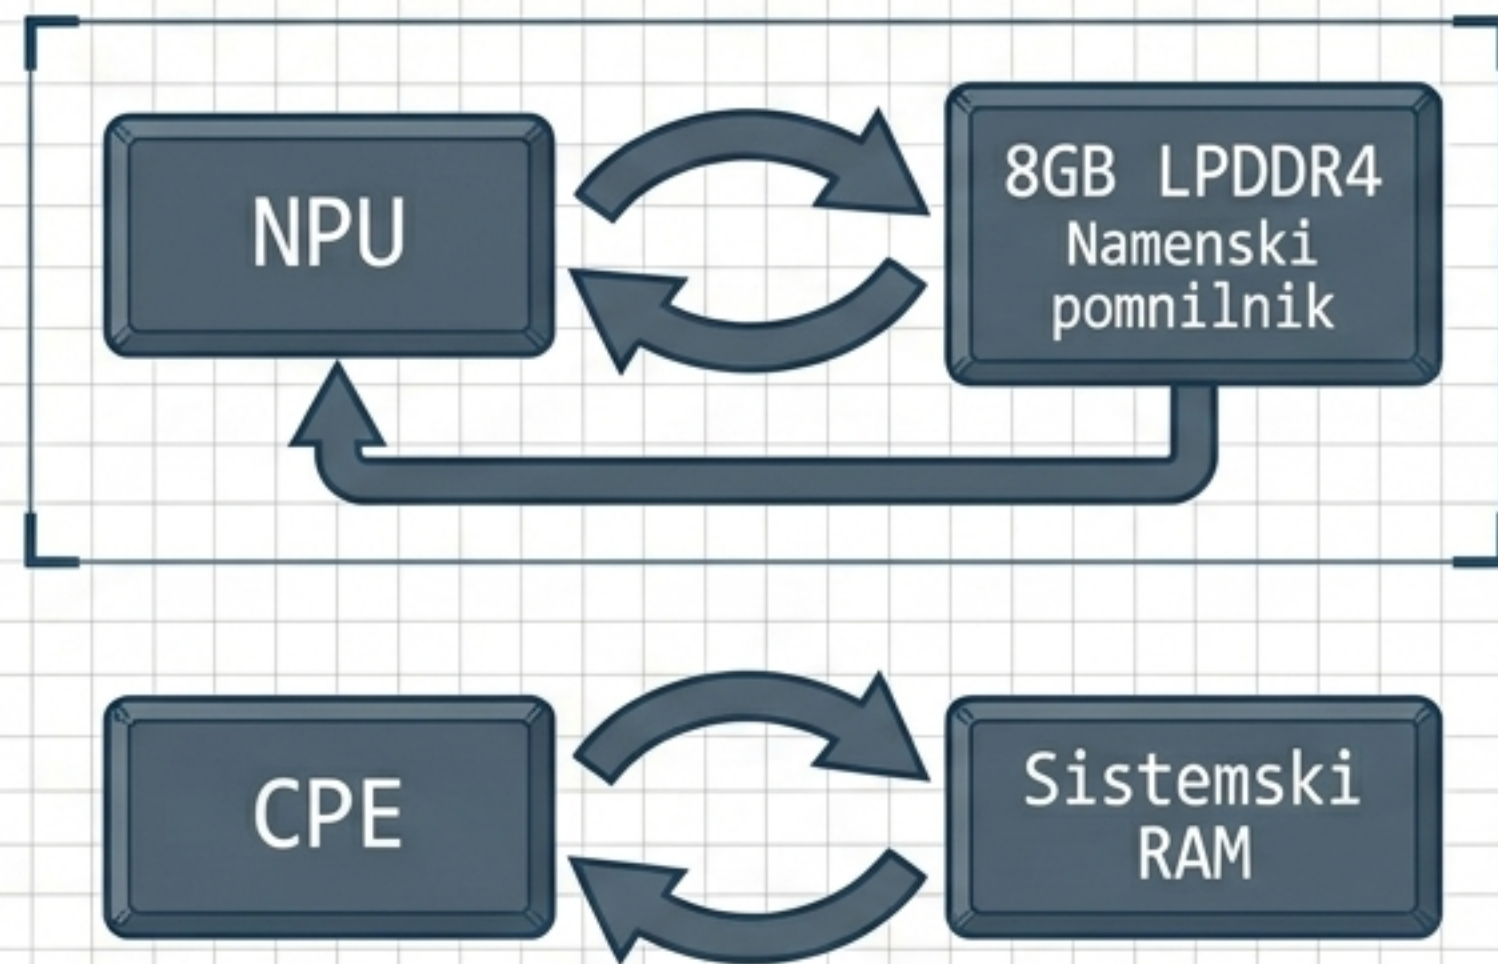 NPU
8GB LPDDR4
Namenski
pomnilnik
CPE
Sistemski
RAM